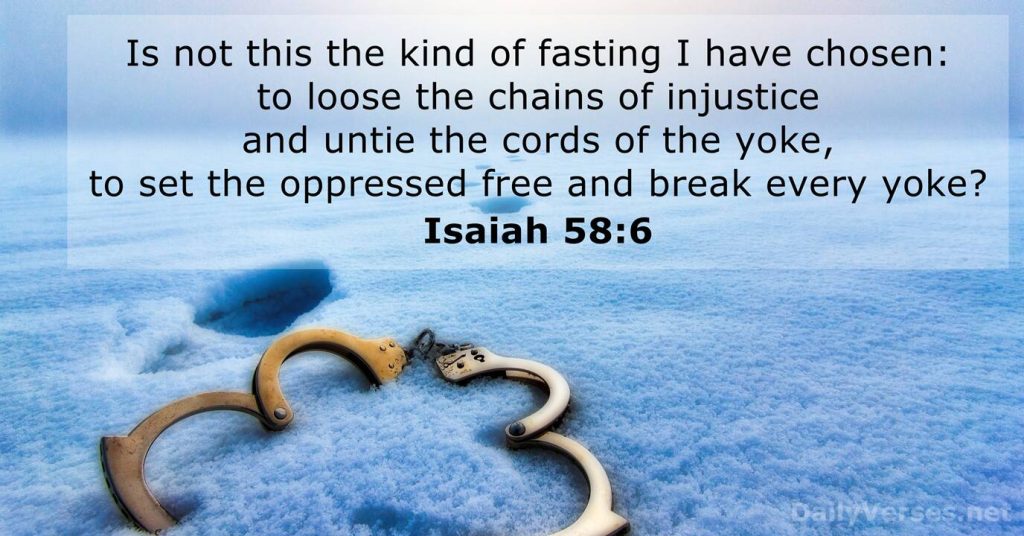 Is not this the kind of fasting I have chosen:
to loose the chains of injustice
and untie the cords of the yoke,
to set the oppressed free and break every yoke?
Isaiah 58:6
DailyVerses.net